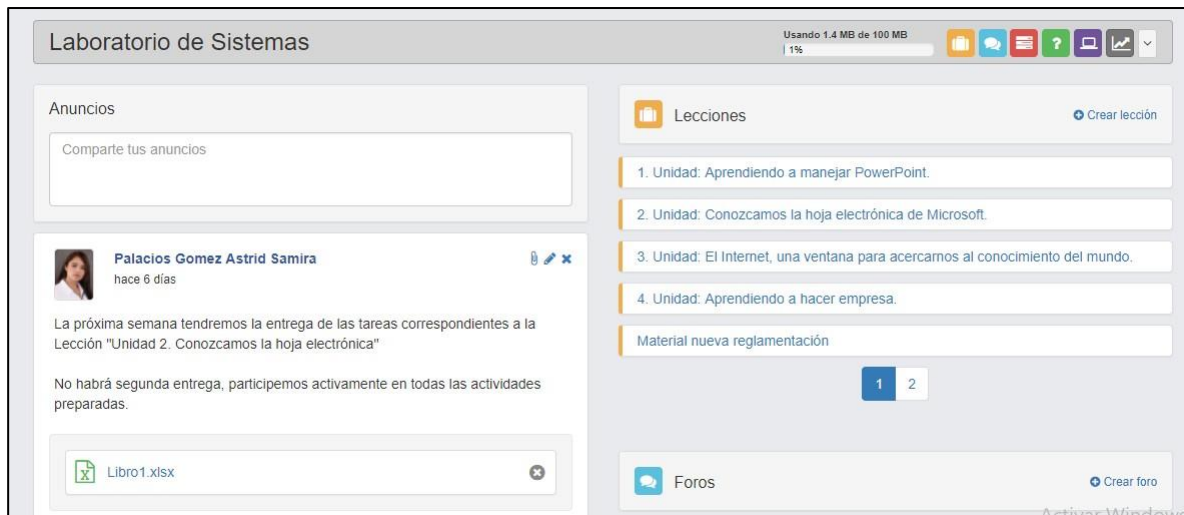 Laboratorio de Sistemas
Usando 1.4 MB de 100 MB
1%
?
Anuncios
Comparte tus anuncios
Palacios Gomez Astrid Samira
hace 6 días
La próxima semana tendremos la entrega de las tareas correspondientes a la
Lección "Unidad 2. Conozcamos la hoja electrónica"
No habrá segunda entrega, participemos activamente en todas las actividades
preparadas.
Libro1.xlsx
Lecciones
Crear lección
1. Unidad: Aprendiendo a manejar PowerPoint.
2. Unidad: Conozcamos la hoja electrónica de Microsoft.
3. Unidad: El Internet, una ventana para acercarnos al conocimiento del mundo.
4. Unidad: Aprendiendo a hacer empresa.
Material nueva reglamentación
1 2
Foros
Crear foro
Activar Windows